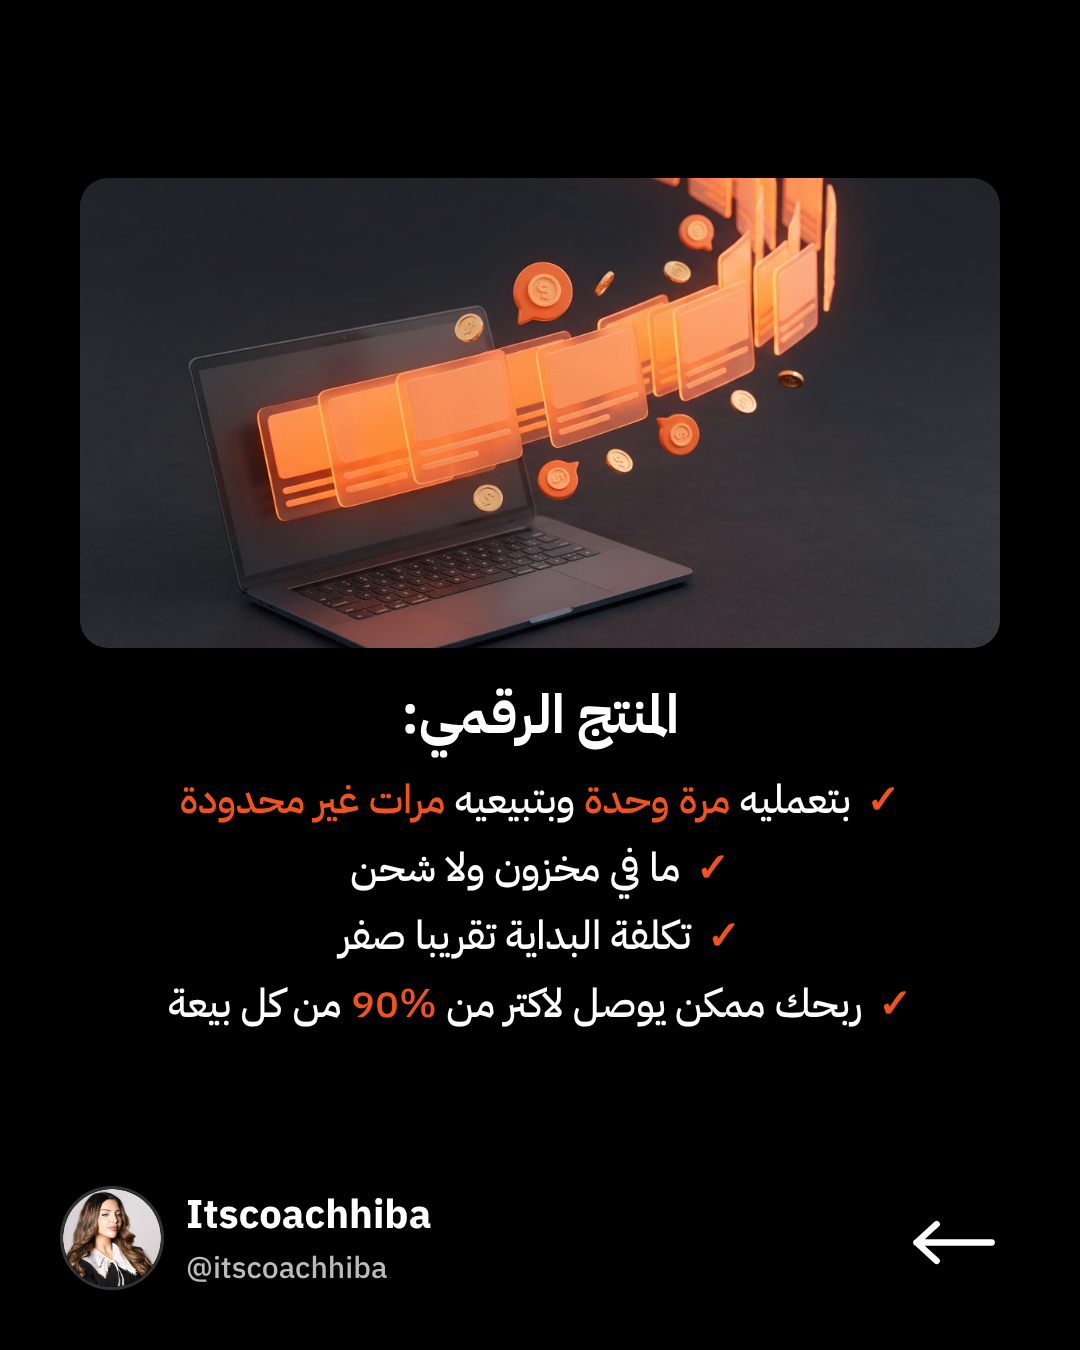 المنتج الرقمي:
✓ بتعمليه مرة وحدة وبتبيعيه مرات غير محدودة
✓ ما في مخزون ولا شحن
✓ تكلفة البداية تقريبا صفر
✓ ربحك ممكن يوصل لاكتر من 90% من كل بيعة
Itscoachhiba
@itscoachhiba